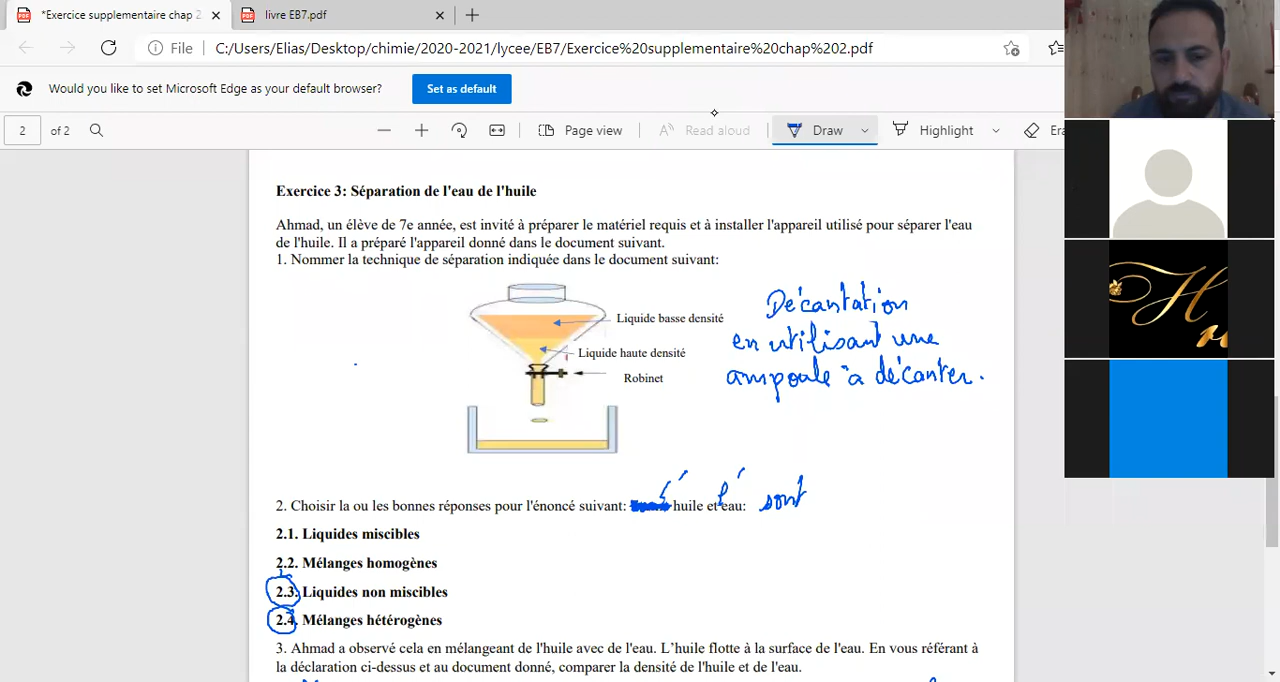 *Exercice supplementaire chap 2.
livre EB7.pdf
File
C:/Users/Elias/Desktop/chimie/2020-2021/lycee/EB7/Exercice%20supplementaire%20chap%202.pdf
Would you like to set Microsoft Edge as your default browser?
Set as default
2 of 2
Page view
Read aloud
Draw
Highlight
Era
Exercice 3: Séparation de l'eau de l'huile
Ahmad, un élève de 7e année, est invité à préparer le matériel requis et à installer l'appareil utilisé pour séparer l'eau
de l'huile. Il a préparé l'appareil donné dans le document suivant.
1. Nommer la technique de séparation indiquée dans le document suivant:
Liquide basse densité
Liquide haute densité
Robinet
Décantation
en utilisant une
ampoule à décanter.
2. Choisir la ou les bonnes réponses pour l'énoncé suivant: l'huile et l'eau: sont
2.1. Liquides miscibles
2.2. Mélanges homogènes
2.3. Liquides non miscibles
2.4. Mélanges hétérogènes
3. Ahmad a observé cela en mélangeant de l'huile avec de l'eau. L'huile flotte à la surface de l'eau. En vous référant à
la déclaration ci-dessus et au document donné, comparer la densité de l'huile et de l'eau.